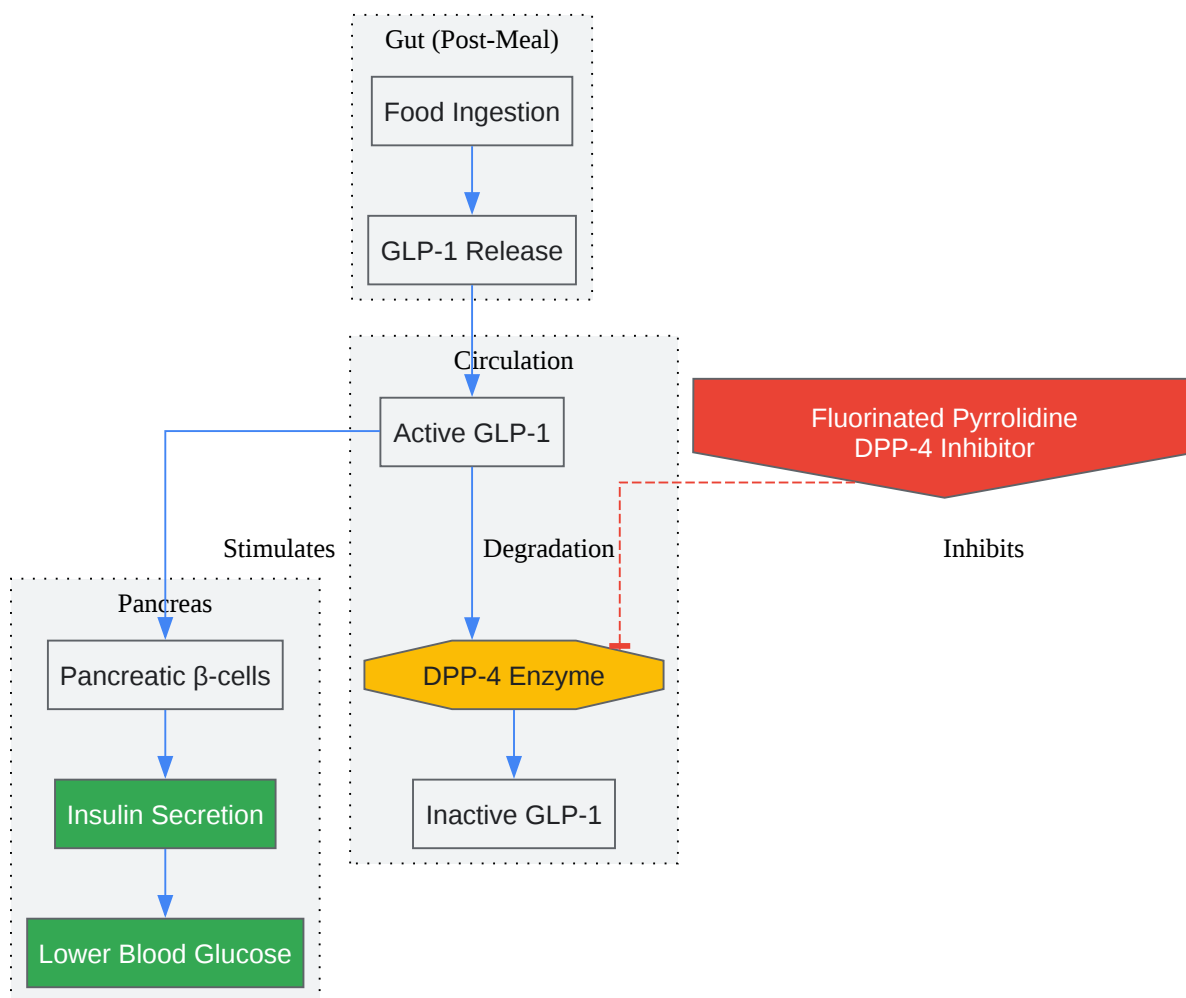 Gut (Post-Meal)
Food Ingestion
GLP-1 Release
Circulation
Active GLP-1
Fluorinated Pyrrolidine
DPP-4 Inhibitor
Stimulates
Degradation
Inhibits
Pancreas
Pancreatic β-cells
DPP-4 Enzyme
Insulin Secretion
Inactive GLP-1
Lower Blood Glucose